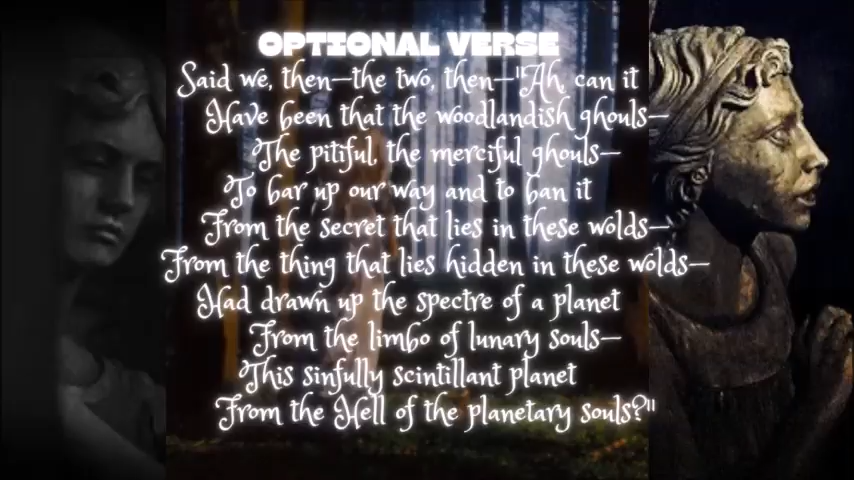 OPTIONAL VERSE
Said we, then—the two, then—"Ah, can it
Have been that the woodlandish ghouls—
The pitiful, the merciful ghouls—
To bar up our way and to ban it
From the secret that lies in these wolds—
From the thing that lies hidden in these wolds—
Had drawn up the spectre of a planet
From the limbo of lunary souls—
This sinfully scintillant planet
From the Hell of the planetary souls?"